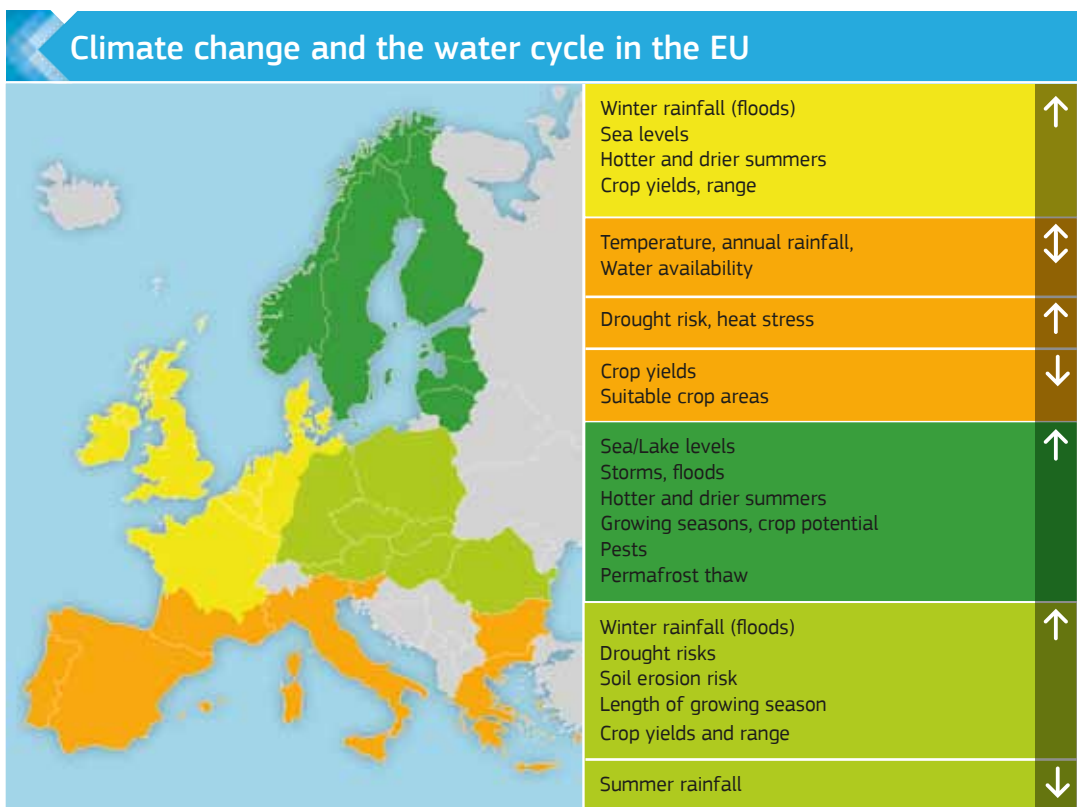 Climate change and the water cycle in the EU
Winter rainfall (floods)
Sea levels
Hotter and drier summers
Crop yields, range
Temperature, annual rainfall,
Water availability
Drought risk, heat stress
Crop yields
Suitable crop areas
Sea/Lake levels
Storms, floods
Hotter and drier summers
Growing seasons, crop potential
Pests
Permafrost thaw
Winter rainfall (floods)
Drought risks
Soil erosion risk
Length of growing season
Crop yields and range
Summer rainfall